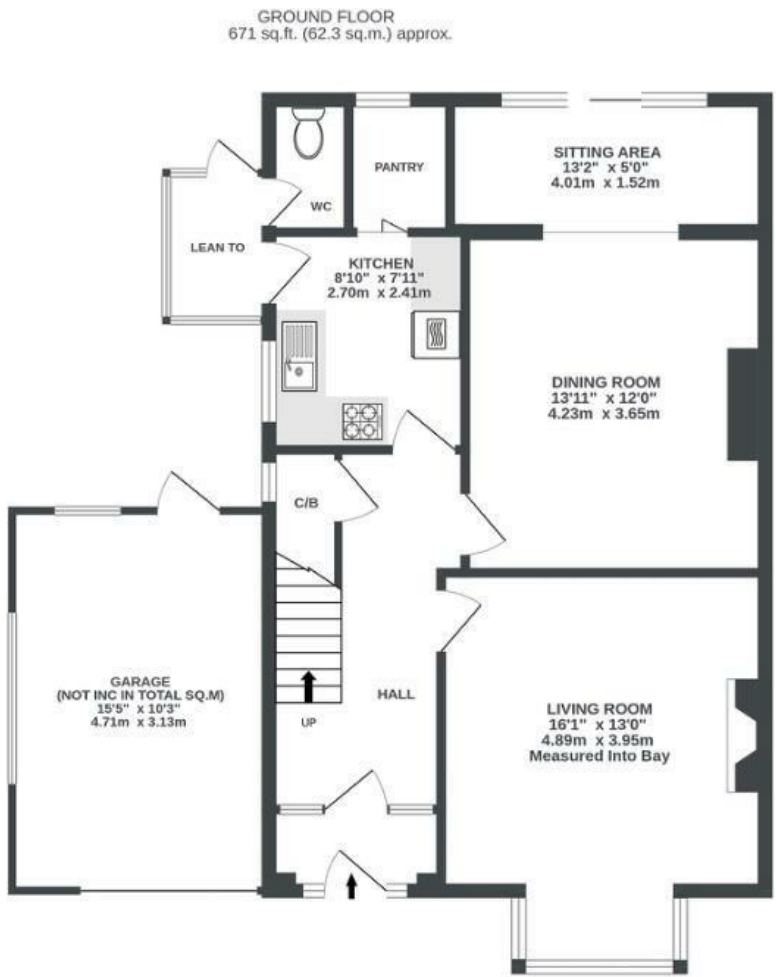 GROUND FLOOR
671 sq.ft. (62.3 sq.m.) approx.
SITTING AREA
13'2" x 5'0"
4.01m x 1.52m
PANTRY
WC
LEAN TO
KITCHEN
8'10" x 7'11"
2.70m x 2.41m
DINING ROOM
13'11" x 12'0"
4.23m x 3.65m
C/B
GARAGE
(NOT INC IN TOTAL SQ.M)
15'5" x 10'3"
4.71m x 3.13m
HALL
UP
LIVING ROOM
16'1" x 13'0"
4.89m x 3.95m
Measured Into Bay